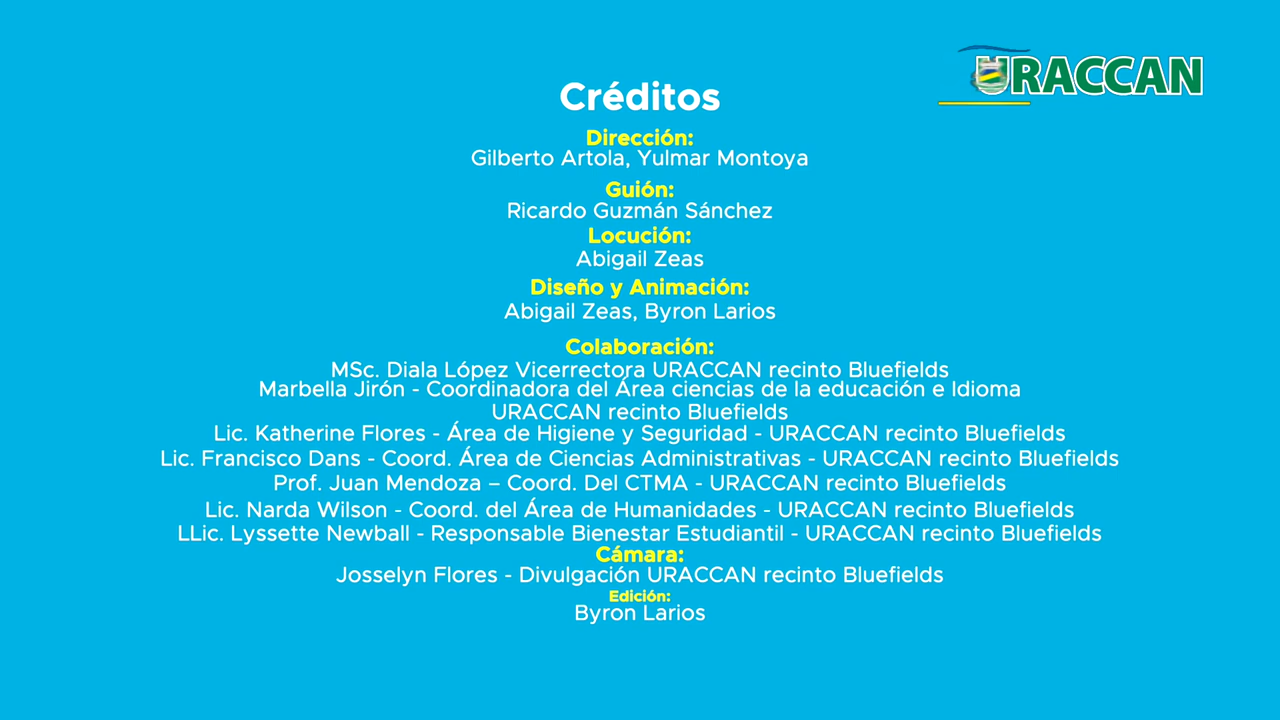 URACCAN
Créditos
Dirección:
Gilberto Artola, Yulmar Montoya
Guión:
Ricardo Guzmán Sánchez
Locución:
Abigail Zeas
Diseño y Animación:
Abigail Zeas, Byron Larios
Colaboración:
MSc. Diala López Vicerrectora URACCAN recinto Bluefields
Marbella Jirón - Coordinadora del Área ciencias de la educación e Idioma
URACCAN recinto Bluefields
Lic. Katherine Flores - Área de Higiene y Seguridad - URACCAN recinto Bluefields
Lic. Francisco Dans - Coord. Área de Ciencias Administrativas - URACCAN recinto Bluefields
Prof. Juan Mendoza – Coord. Del CTMA - URACCAN recinto Bluefields
Lic. Narda Wilson - Coord. del Área de Humanidades - URACCAN recinto Bluefields
LLic. Lyssette Newball - Responsable Bienestar Estudiantil - URACCAN recinto Bluefields
Cámara:
Josselyn Flores - Divulgación URACCAN recinto Bluefields
Edición:
Byron Larios